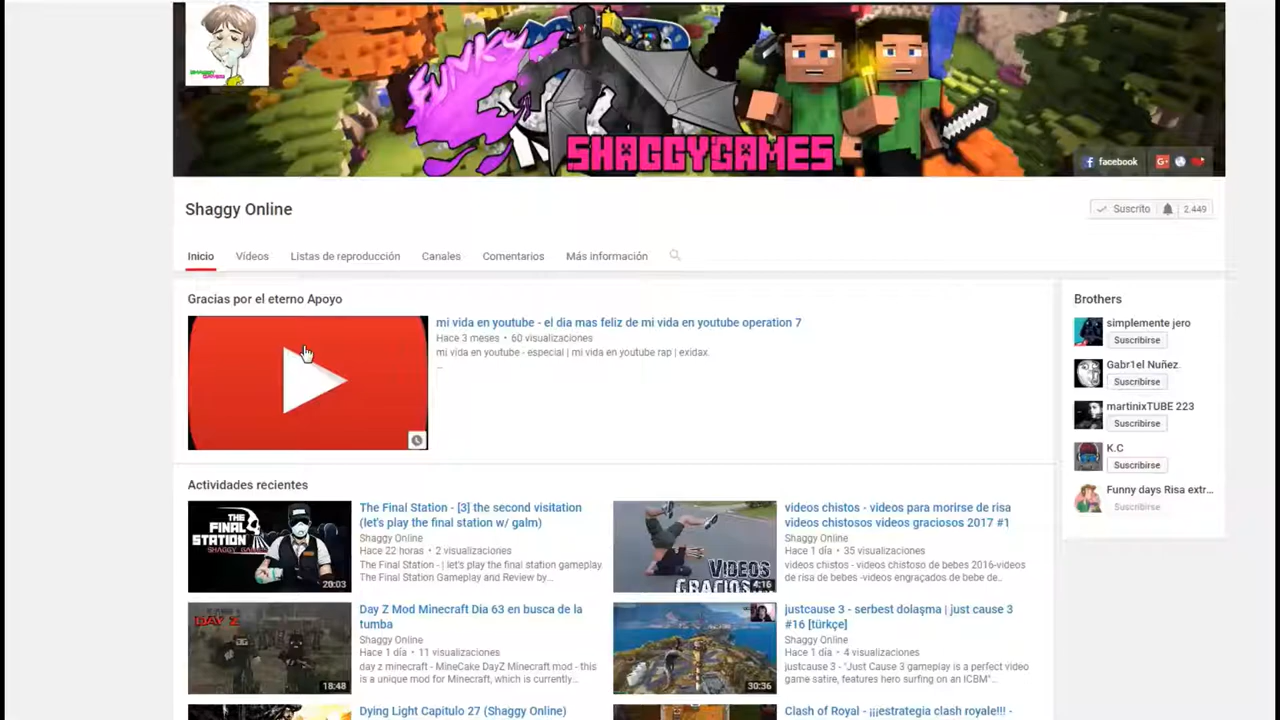 SHAGGYGAMES
facebook
Shaggy Online
Suscrito 2.449
Inicio Vídeos Listas de reproducción Canales Comentarios Más información
Gracias por el eterno Apoyo
mi vida en youtube - el dia mas feliz de mi vida en youtube operation 7
Hace 3 meses • 60 visualizaciones
mi vida en youtube - especial | mi vida en youtube rap | exidax.
...
Brothers
simplemente jero
Suscribirse
Gabr1el Nuñez
Suscribirse
martinixTUBE 223
Suscribirse
K.C
Suscribirse
Funny days Risa extr...
Suscribirse
Actividades recientes
THE FINAL STATION
SHAGGY GAMES
20:03
The Final Station - [3] the second visitation
(let's play the final station w/ galm)
Shaggy Online
Hace 22 horas • 2 visualizaciones
The Final Station - | let's play the final station gameplay
The Final Station Gameplay and Review by...
VIDEOS
GRACIOSOS
4:16
videos chistos - videos para morirse de risa
videos chistosos videos graciosos 2017 #1
Shaggy Online
Hace 1 día • 35 visualizaciones
videos chistos - videos chistoso de bebes 2016-videos
de risa de bebes -videos engraçados de bebe de...
DAY Z
18:48
Day Z Mod Minecraft Dia 63 en busca de la
tumba
Shaggy Online
Hace 1 día • 11 visualizaciones
day z minecraft - MineCake DayZ Minecraft mod - this
is a unique mod for Minecraft, which is currently...
30:36
justcause 3 - serbest dolaşma | just cause 3
#16 [türkçe]
Shaggy Online
Hace 1 día • 4 visualizaciones
justcause 3 - "Just Cause 3 gameplay is a perfect video
game satire, features hero surfing on an ICBM"...
Dying Light Capitulo 27 (Shaggy Online)
Clash of Royal - ¡¡¡estrategia clash royale!!! -